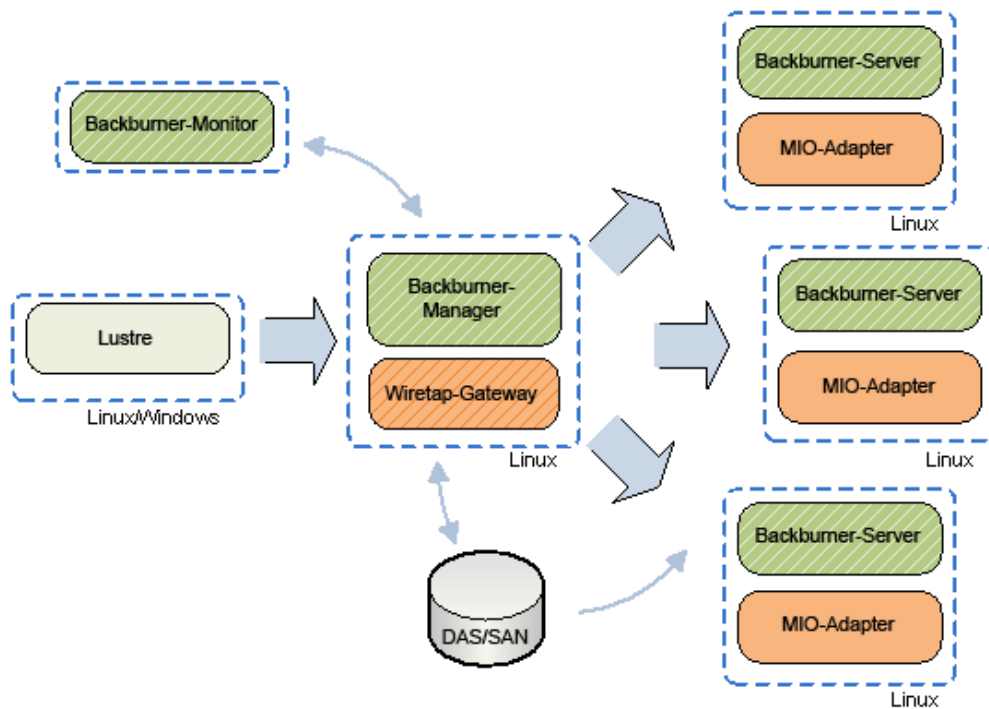 Backburner-Monitor
Lustre
Linux/Windows
Backburner-
Manager
Wiretap-Gateway
Linux
DAS/SAN
Backburner-Server
MIO-Adapter
Linux
Backburner-Server
MIO-Adapter
Linux
Backburner-Server
MIO-Adapter
Linux